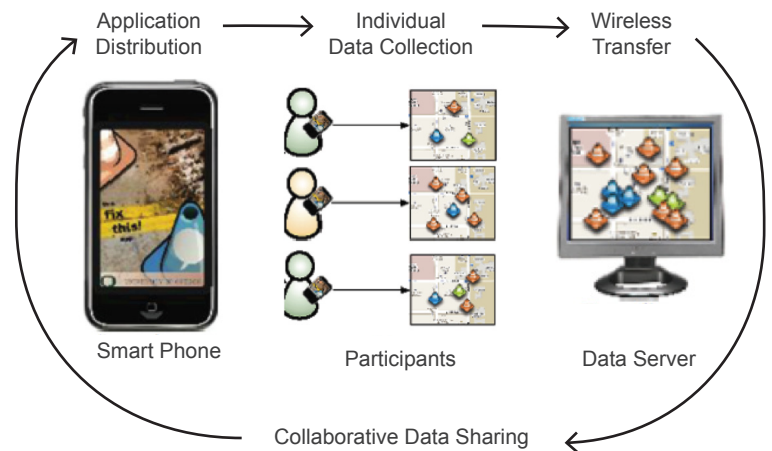 Application
Distribution
Individual
Data Collection
Wireless
Transfer
fix
this!
Smart Phone
Participants
Data Server
Collaborative Data Sharing